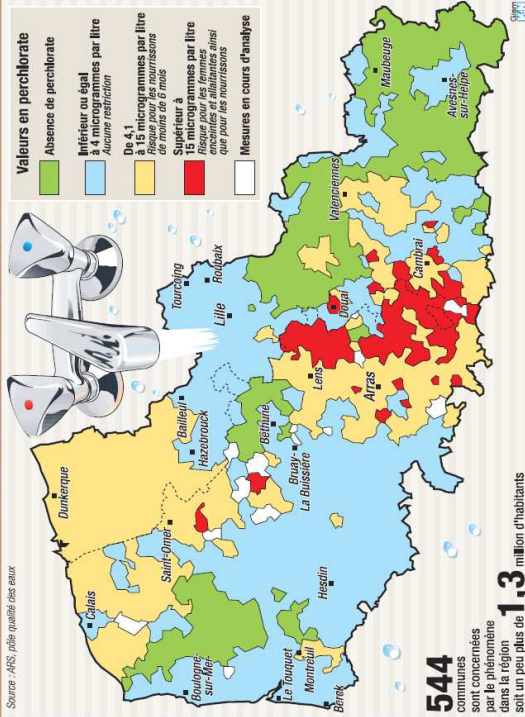 Source : ARS, pôle qualité des eaux
Valeurs en perchlorate
Absence de perchlorate
Inférieur ou égal
à 4 microgrammes par litre
Aucune restriction
De 4,1
à 15 microgrammes par litre
Risque pour les nourrissons
de moins de 6 mois
Supérieur à
15 microgrammes par litre
Risque pour les femmes
enceintes et allaitantes ainsi
que pour les nourrissons
Mesures en cours d'analyse
Dunkerque
Calais
Saint-Omer
Bailleul
Hazebrouck
Tourcoing
Roubaix
Lille
Boulogne-
sur-Mer
Béthune
Bruay-
La Buissière
Lens
Le Touquet
Montreuil
Berck
Hesdin
Arras
Douai
Valenciennes
Cambrai
Maubeuge
Avesnes-
sur-Helpe
544
communes
sont concernées
par le phénomène
dans la région
soit un peu plus de 1,3 million d'habitants